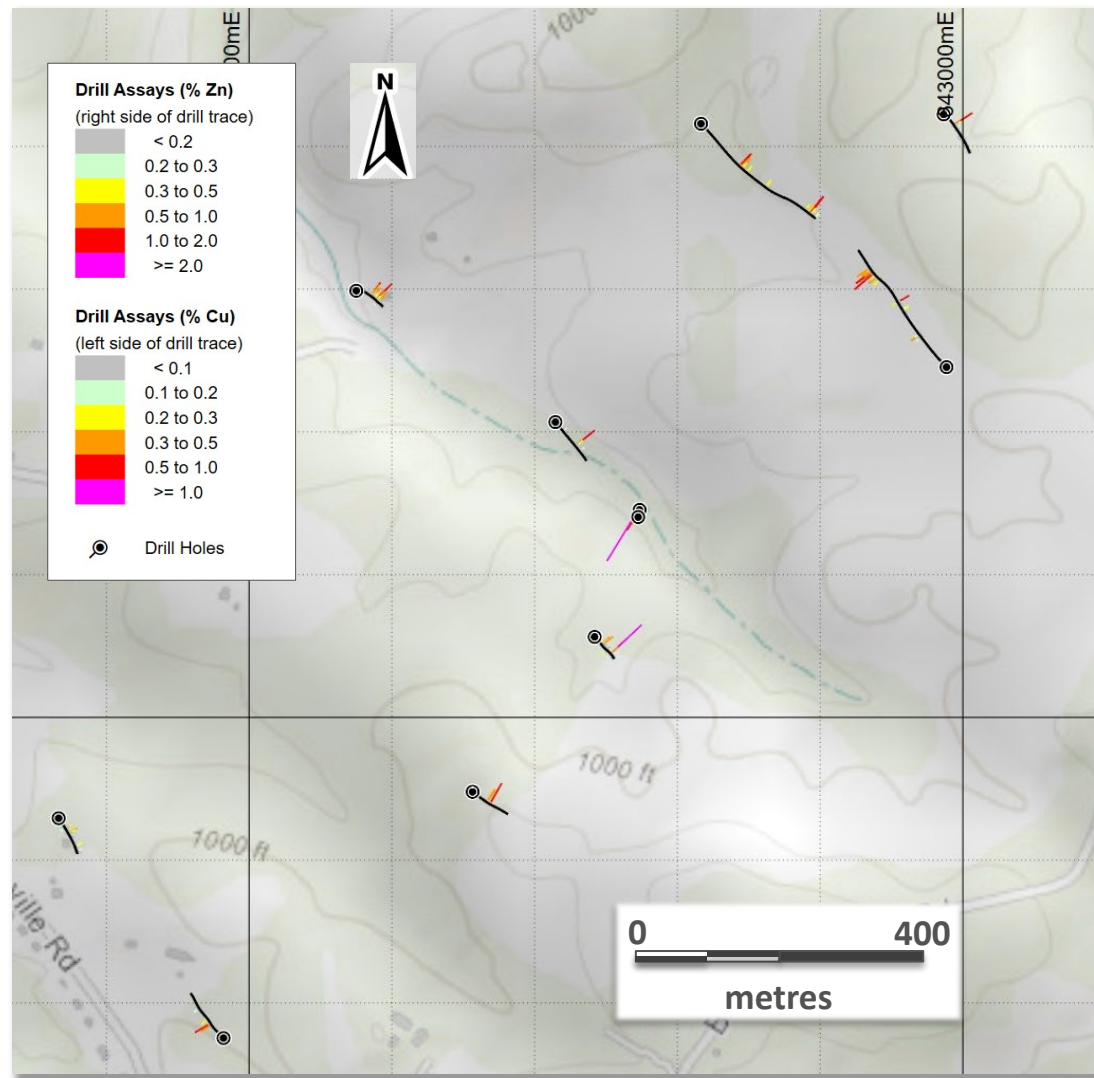 1000
00mE
43000mE
Drill Assays (% Zn)
(right side of drill trace)
< 0.2
0.2 to 0.3
0.3 to 0.5
0.5 to 1.0
1.0 to 2.0
>= 2.0
N
Drill Assays (% Cu)
(left side of drill trace)
< 0.1
0.1 to 0.2
0.2 to 0.3
0.3 to 0.5
0.5 to 1.0
>= 1.0
Drill Holes
1000 ft
1000 ft
ville Rd
0 400
metres